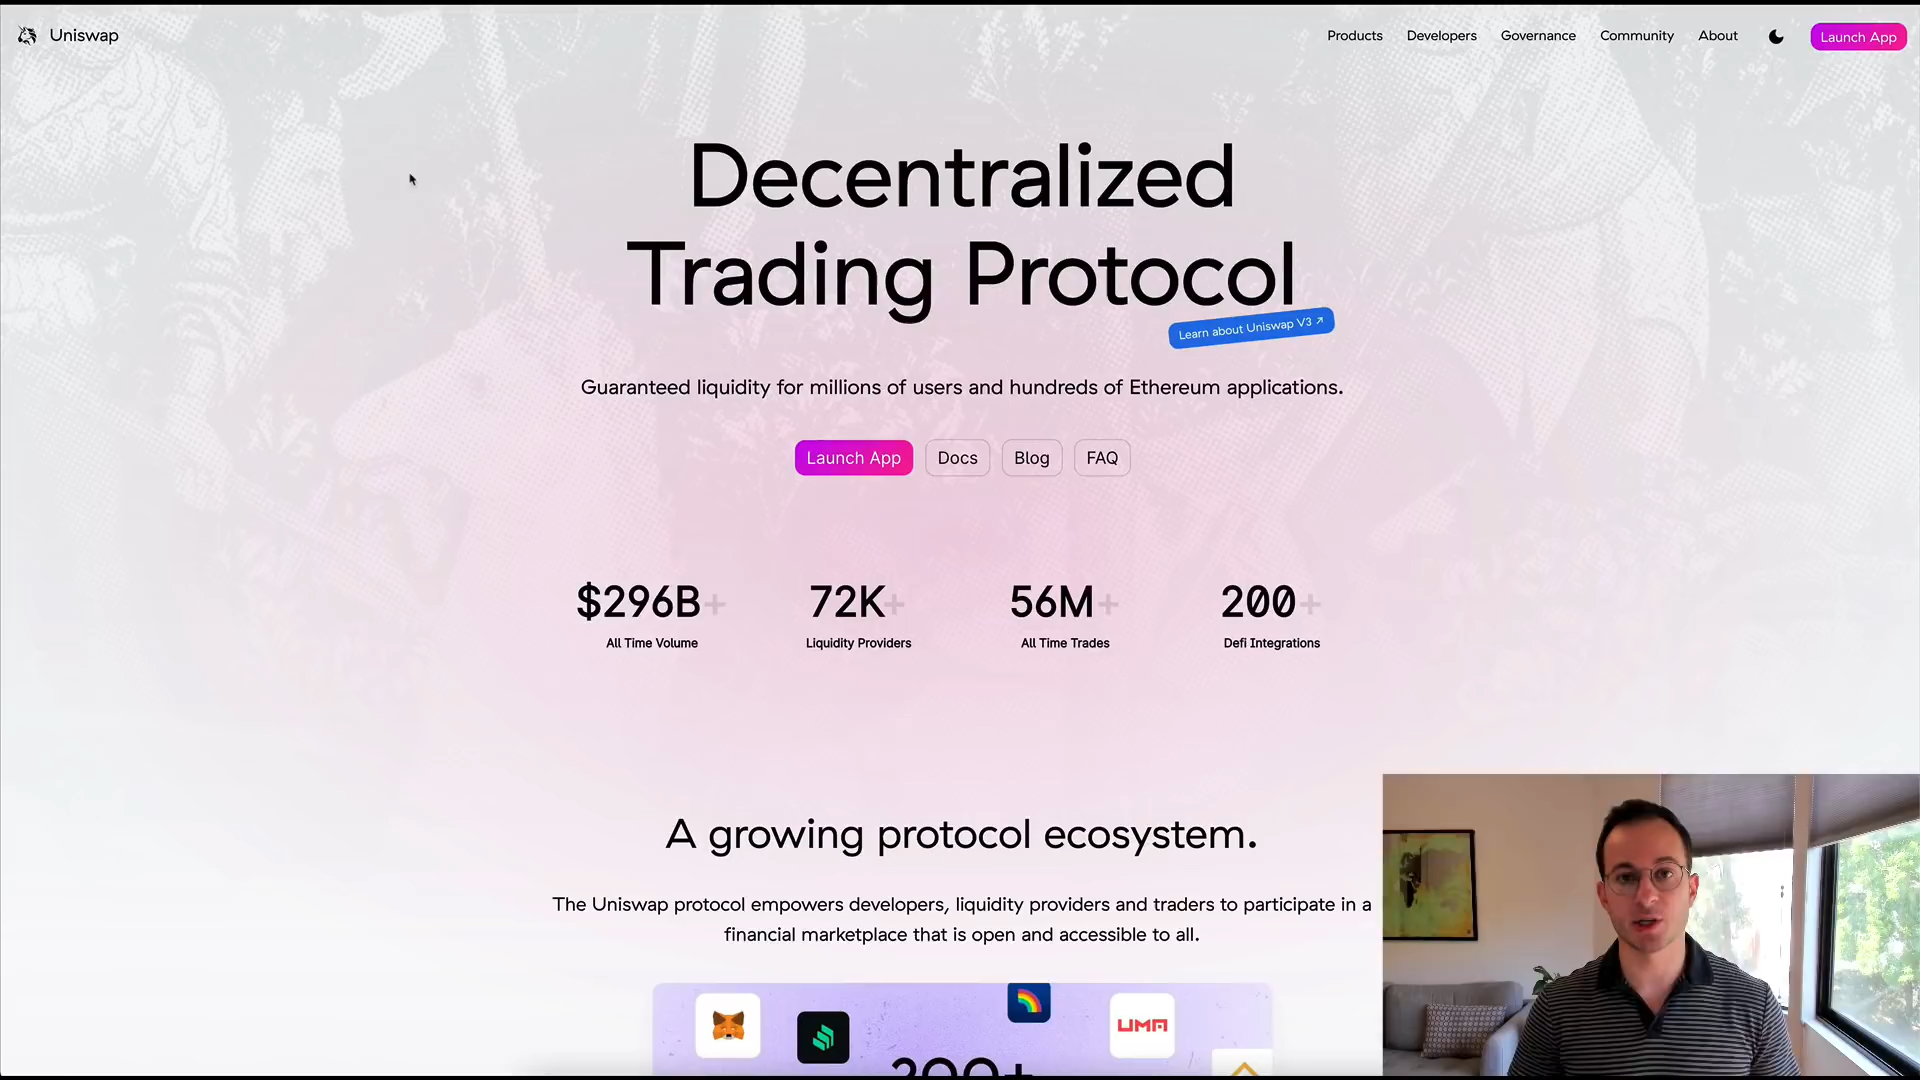 Uniswap
Products Developers Governance Community About Launch App
Decentralized
Trading Protocol
Learn about Uniswap V3 ↗
Guaranteed liquidity for millions of users and hundreds of Ethereum applications.
Launch App Docs Blog FAQ
$296B+ 72K+ 56M+ 200+
All Time Volume Liquidity Providers All Time Trades Defi Integrations
A growing protocol ecosystem.
The Uniswap protocol empowers developers, liquidity providers and traders to participate in a
financial marketplace that is open and accessible to all.
UMA
200+